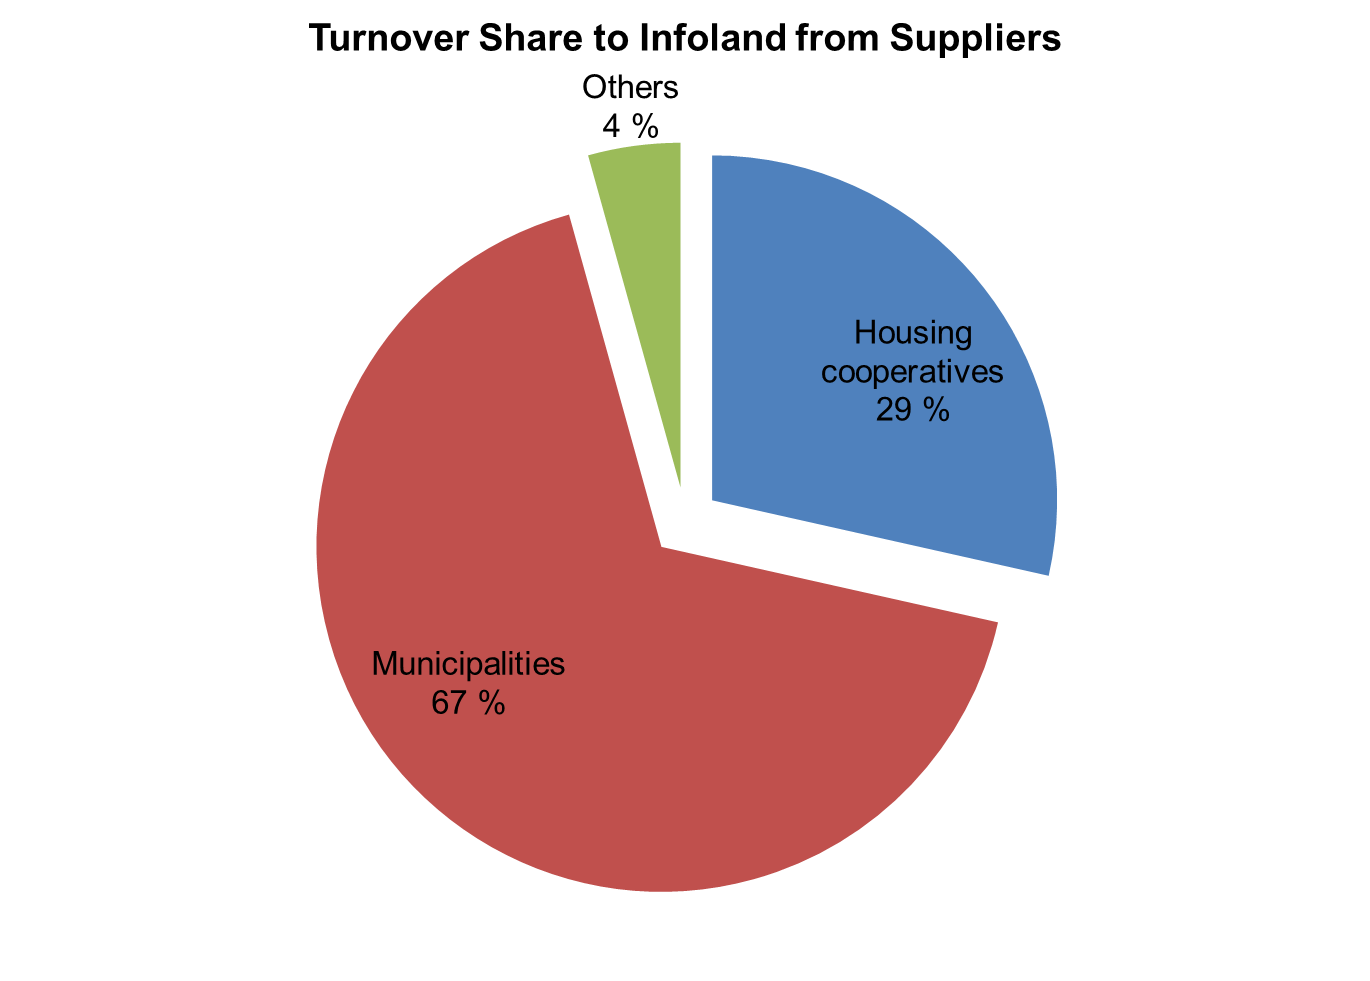 Turnover Share to Infoland from Suppliers
Others
4 %
Housing
cooperatives
29 %
Municipalities
67 %